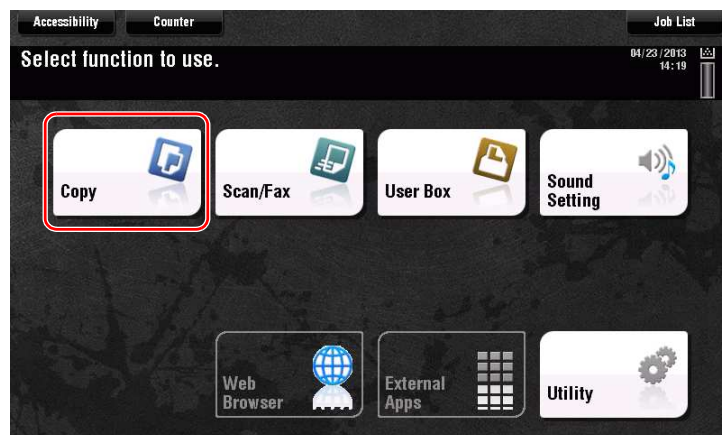 Accessibility
Counter
Job List
Select function to use.
04/23/2013
14:19
Copy
Scan/Fax
User Box
Sound
Setting
Web
Browser
External
Apps
Utility